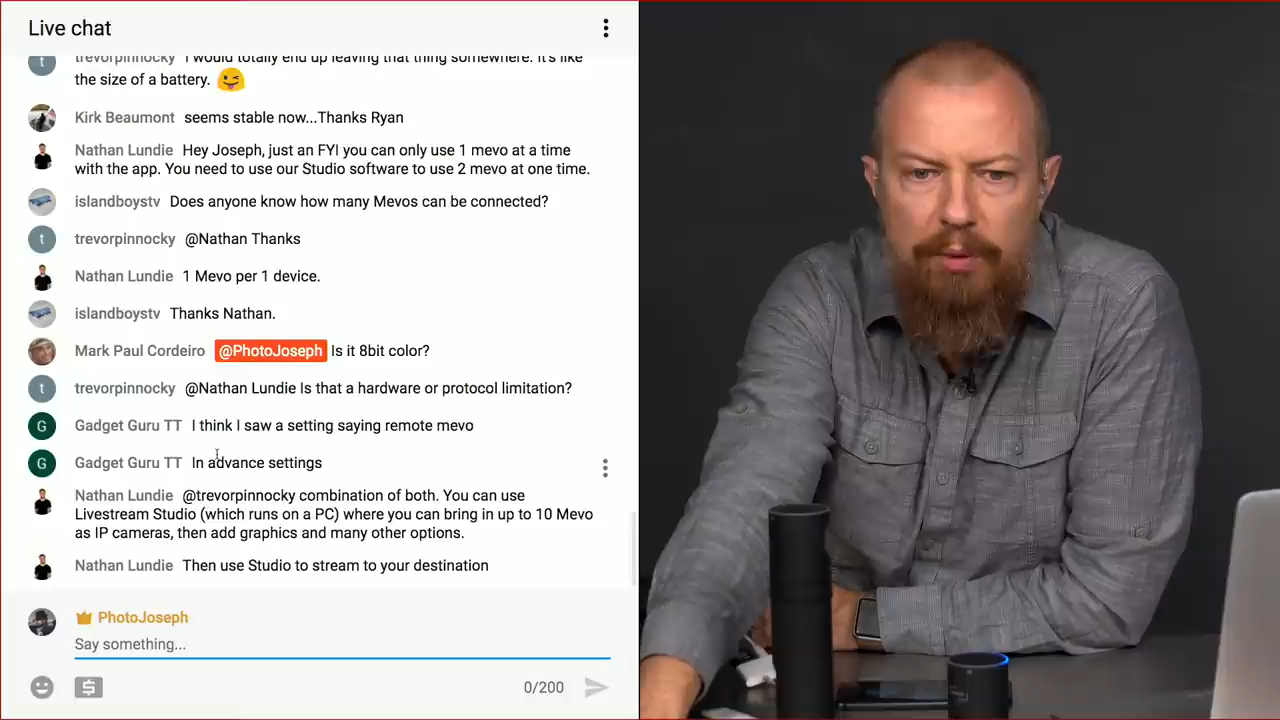 Live chat
t trevorpinnocky I would totally end up leaving that thing somewhere. It's like
the size of a battery.
Kirk Beaumont seems stable now...Thanks Ryan
Nathan Lundie Hey Joseph, just an FYI you can only use 1 mevo at a time
with the app. You need to use our Studio software to use 2 mevo at one time.
islandboystv Does anyone know how many Mevos can be connected?
t trevorpinnocky @Nathan Thanks
Nathan Lundie 1 Mevo per 1 device.
islandboystv Thanks Nathan.
Mark Paul Cordeiro @PhotoJoseph Is it 8bit color?
t trevorpinnocky @Nathan Lundie Is that a hardware or protocol limitation?
G Gadget Guru TT I think I saw a setting saying remote mevo
G Gadget Guru TT In advance settings
Nathan Lundie @trevorpinnocky combination of both. You can use
Livestream Studio (which runs on a PC) where you can bring in up to 10 Mevo
as IP cameras, then add graphics and many other options.
Nathan Lundie Then use Studio to stream to your destination
PhotoJoseph
Say something...
$ 0/200